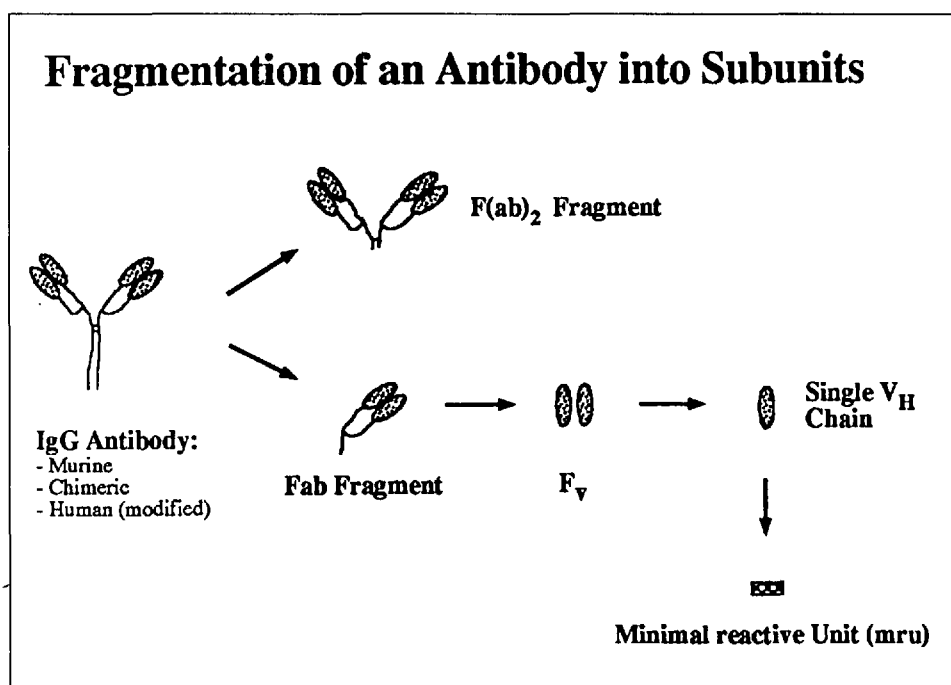 Fragmentation of an Antibody into Subunits
F(ab)₂ Fragment
IgG Antibody:
- Murine
- Chimeric
- Human (modified)
Fab Fragment
Fᵥ
Single V_H
Chain
Minimal reactive Unit (mru)